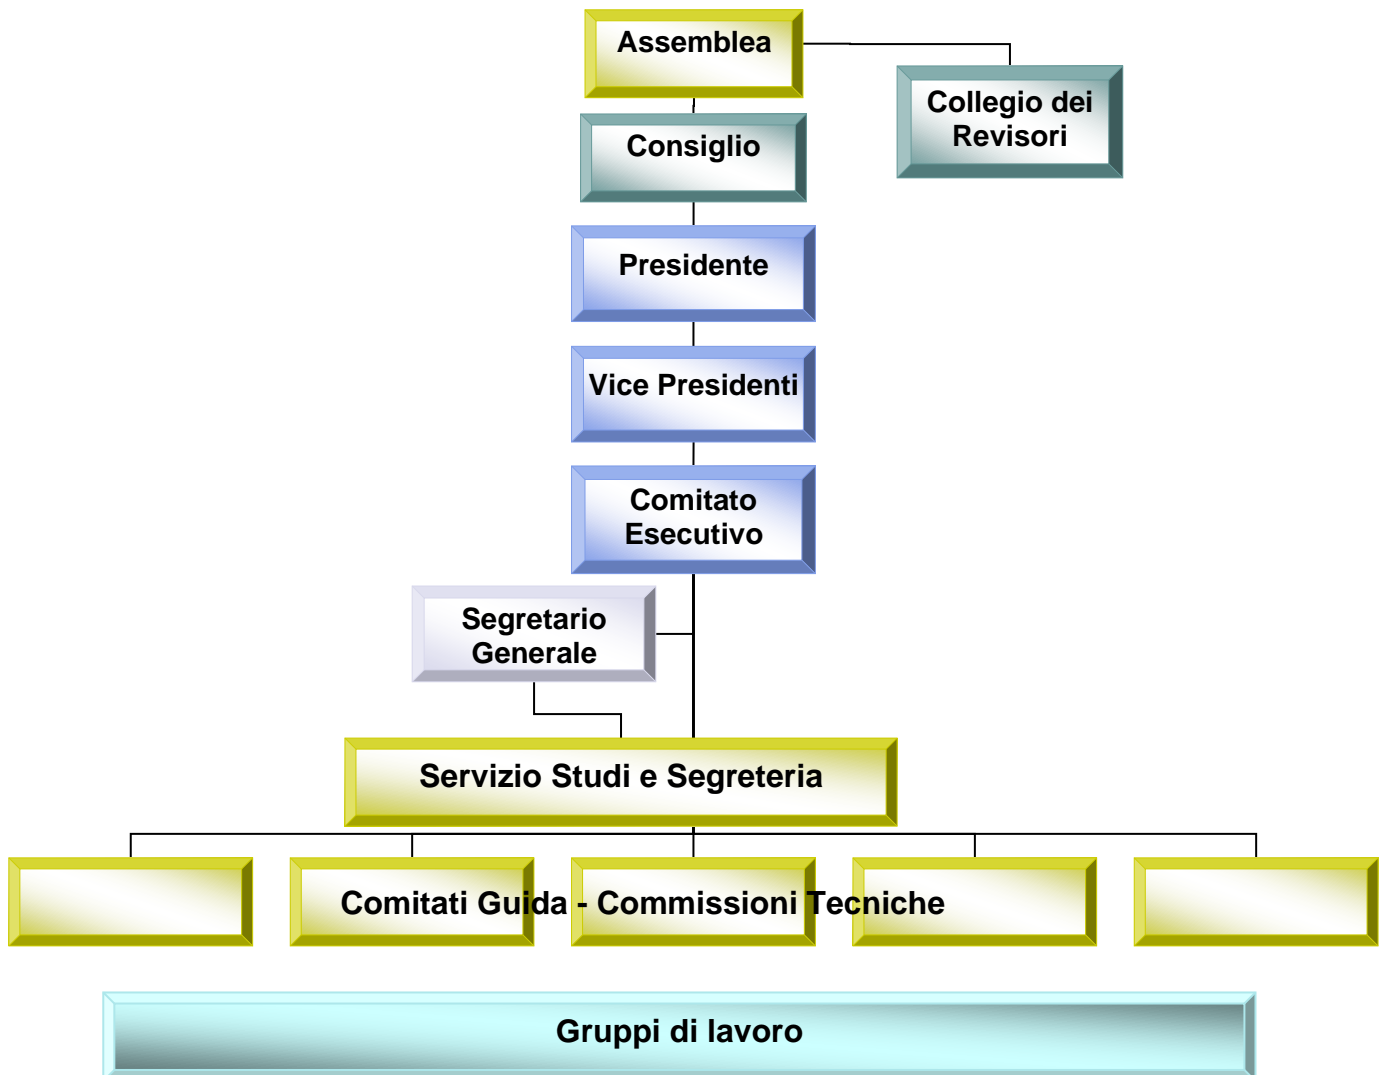 Assemblea
Collegio dei
Revisori
Consiglio
Presidente
Vice Presidenti
Comitato
Esecutivo
Segretario
Generale
Servizio Studi e Segreteria
Comitati Guida - Commissioni Tecniche
Gruppi di lavoro